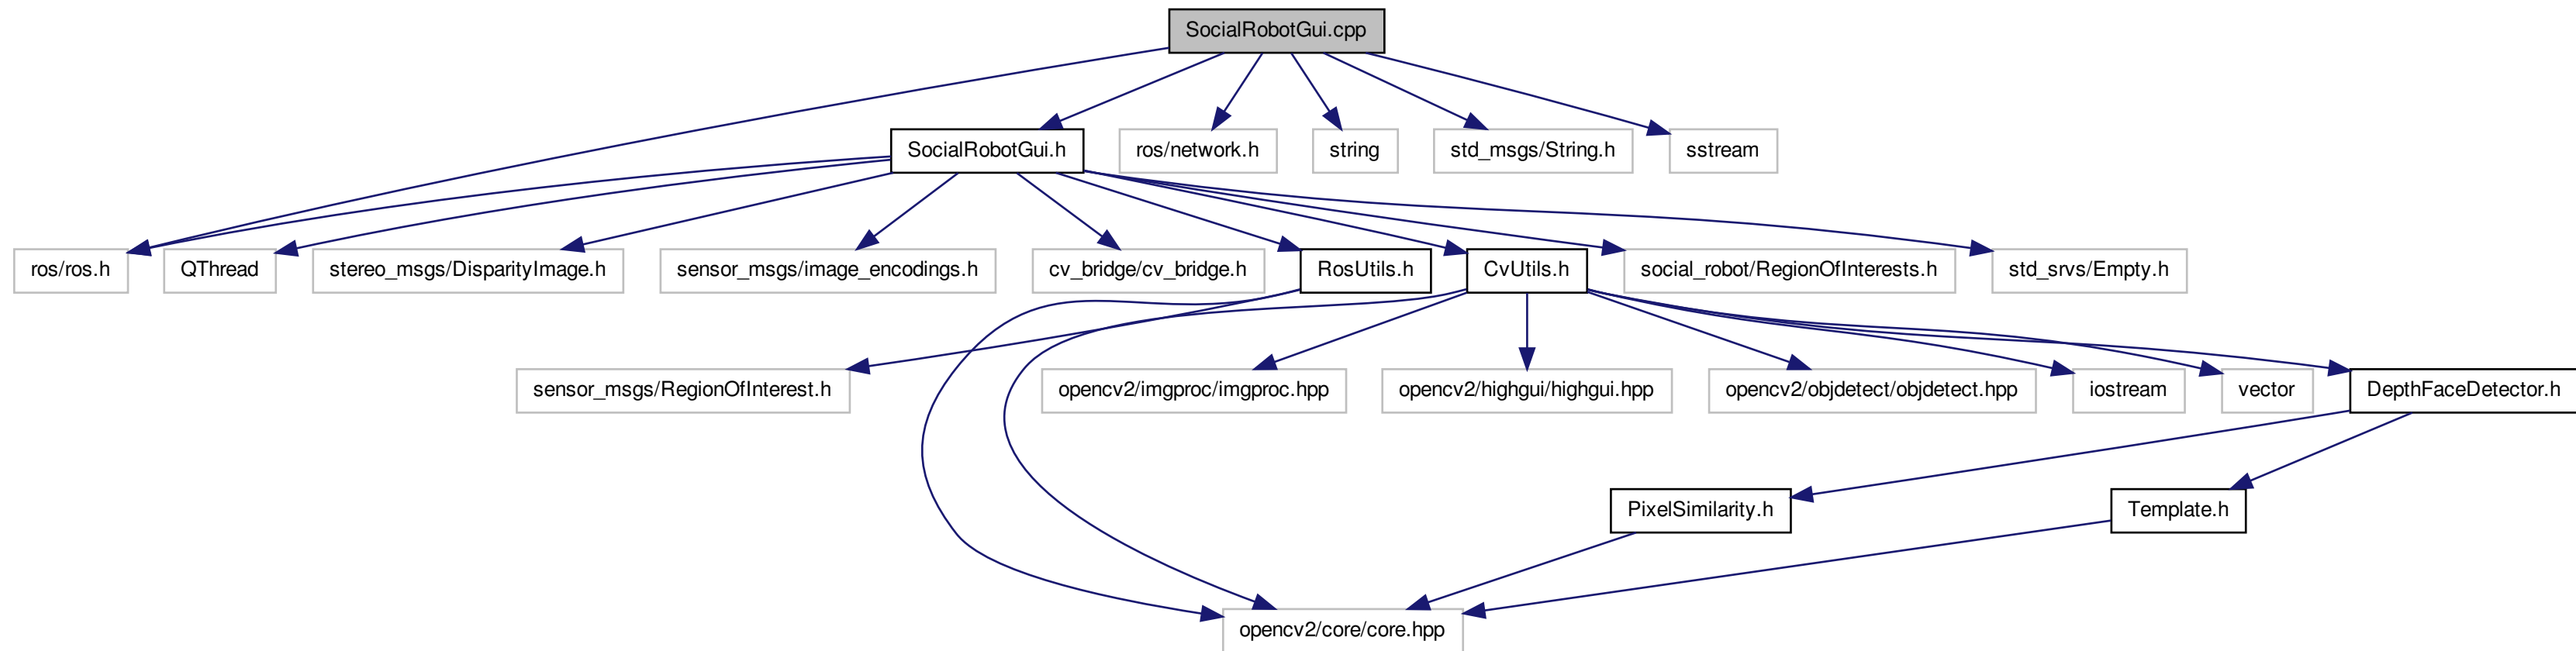 SocialRobotGui.cpp
SocialRobotGui.h
ros/network.h
string
std_msgs/String.h
sstream
ros/ros.h
QThread
stereo_msgs/DisparityImage.h
sensor_msgs/image_encodings.h
cv_bridge/cv_bridge.h
RosUtils.h
CvUtils.h
social_robot/RegionOfInterests.h
std_srvs/Empty.h
sensor_msgs/RegionOfInterest.h
opencv2/imgproc/imgproc.hpp
opencv2/highgui/highgui.hpp
opencv2/objdetect/objdetect.hpp
iostream
vector
DepthFaceDetector.h
PixelSimilarity.h
Template.h
opencv2/core/core.hpp